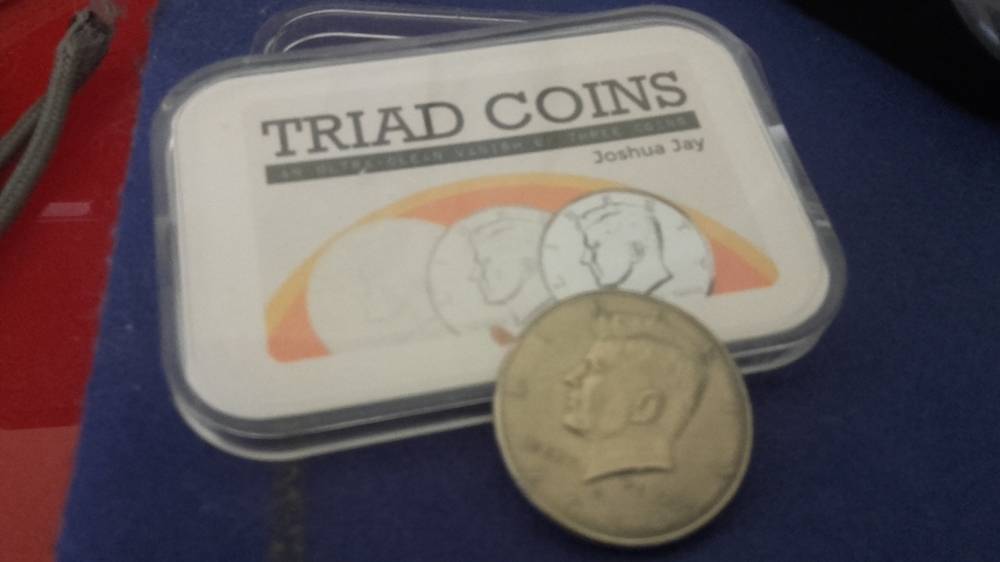 TRIAD COINS
AN ULTRA-CLEAN VANISH OF THREE COINS
Joshua Jay